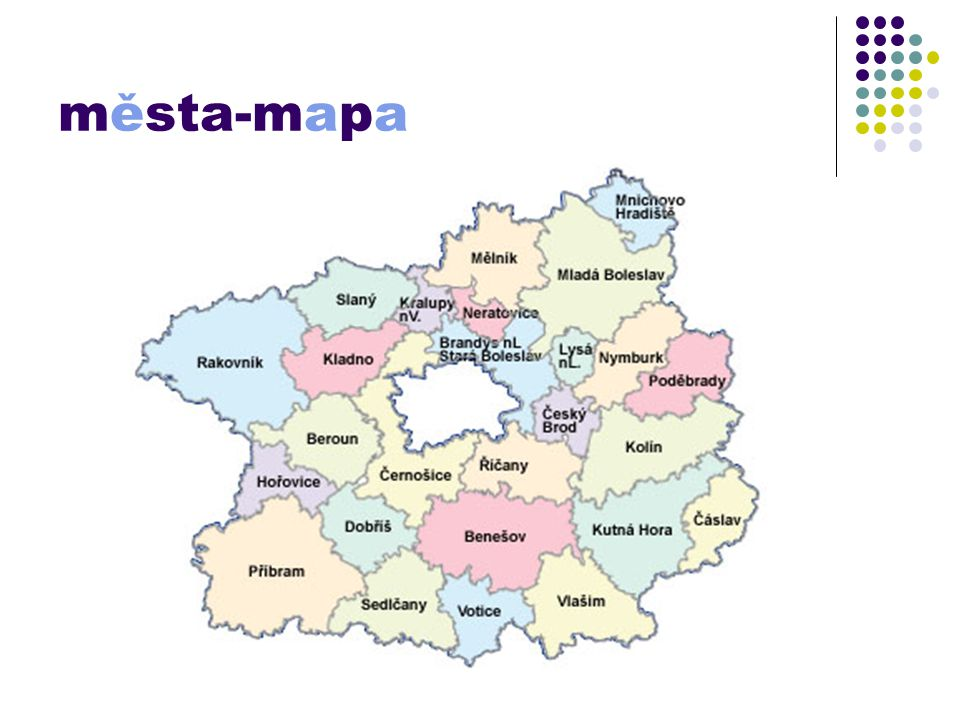 města-mapa
Mnichovo
Hradiště
Mělník
Mladá Boleslav
Slaný
Kralupy
nV.
Neratovice
Brandýs nL
Stará Boleslav
Lysá
nL.
Nymburk
Rakovník
Kladno
Poděbrady
Český
Brod
Beroun
Kolín
Říčany
Černošice
Hořovice
Dobříš
Benešov
Kutná Hora
Čáslav
Příbram
Sedlčany
Votice
Vlašim